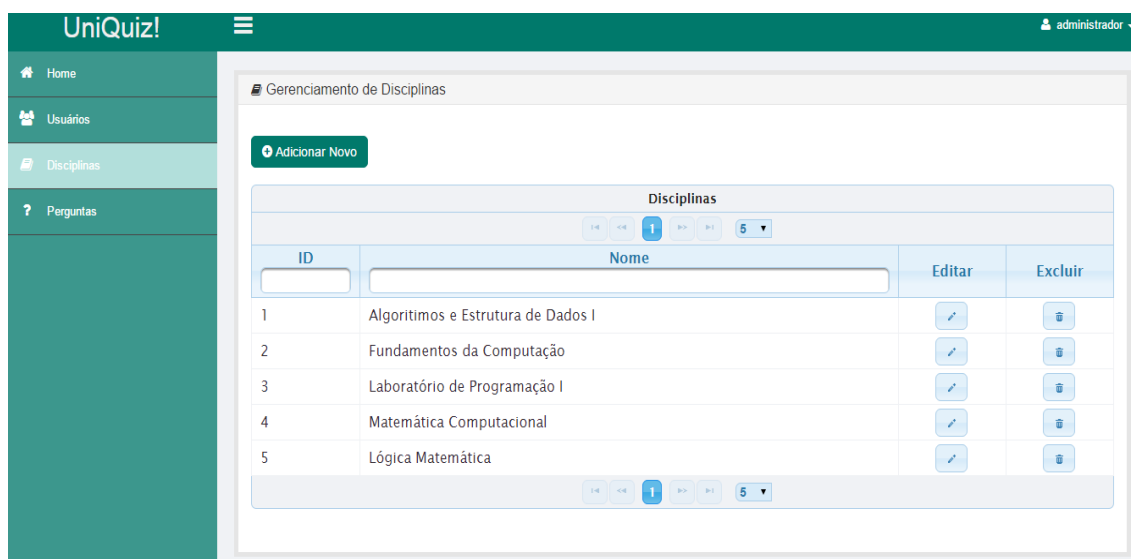 UniQuiz!
administrador
Home
Usuários
Disciplinas
Perguntas
Gerenciamento de Disciplinas
Adicionar Novo
Disciplinas
1 5
ID Nome Editar Excluir
1 Algoritimos e Estrutura de Dados I
2 Fundamentos da Computação
3 Laboratório de Programação I
4 Matemática Computacional
5 Lógica Matemática
1 5